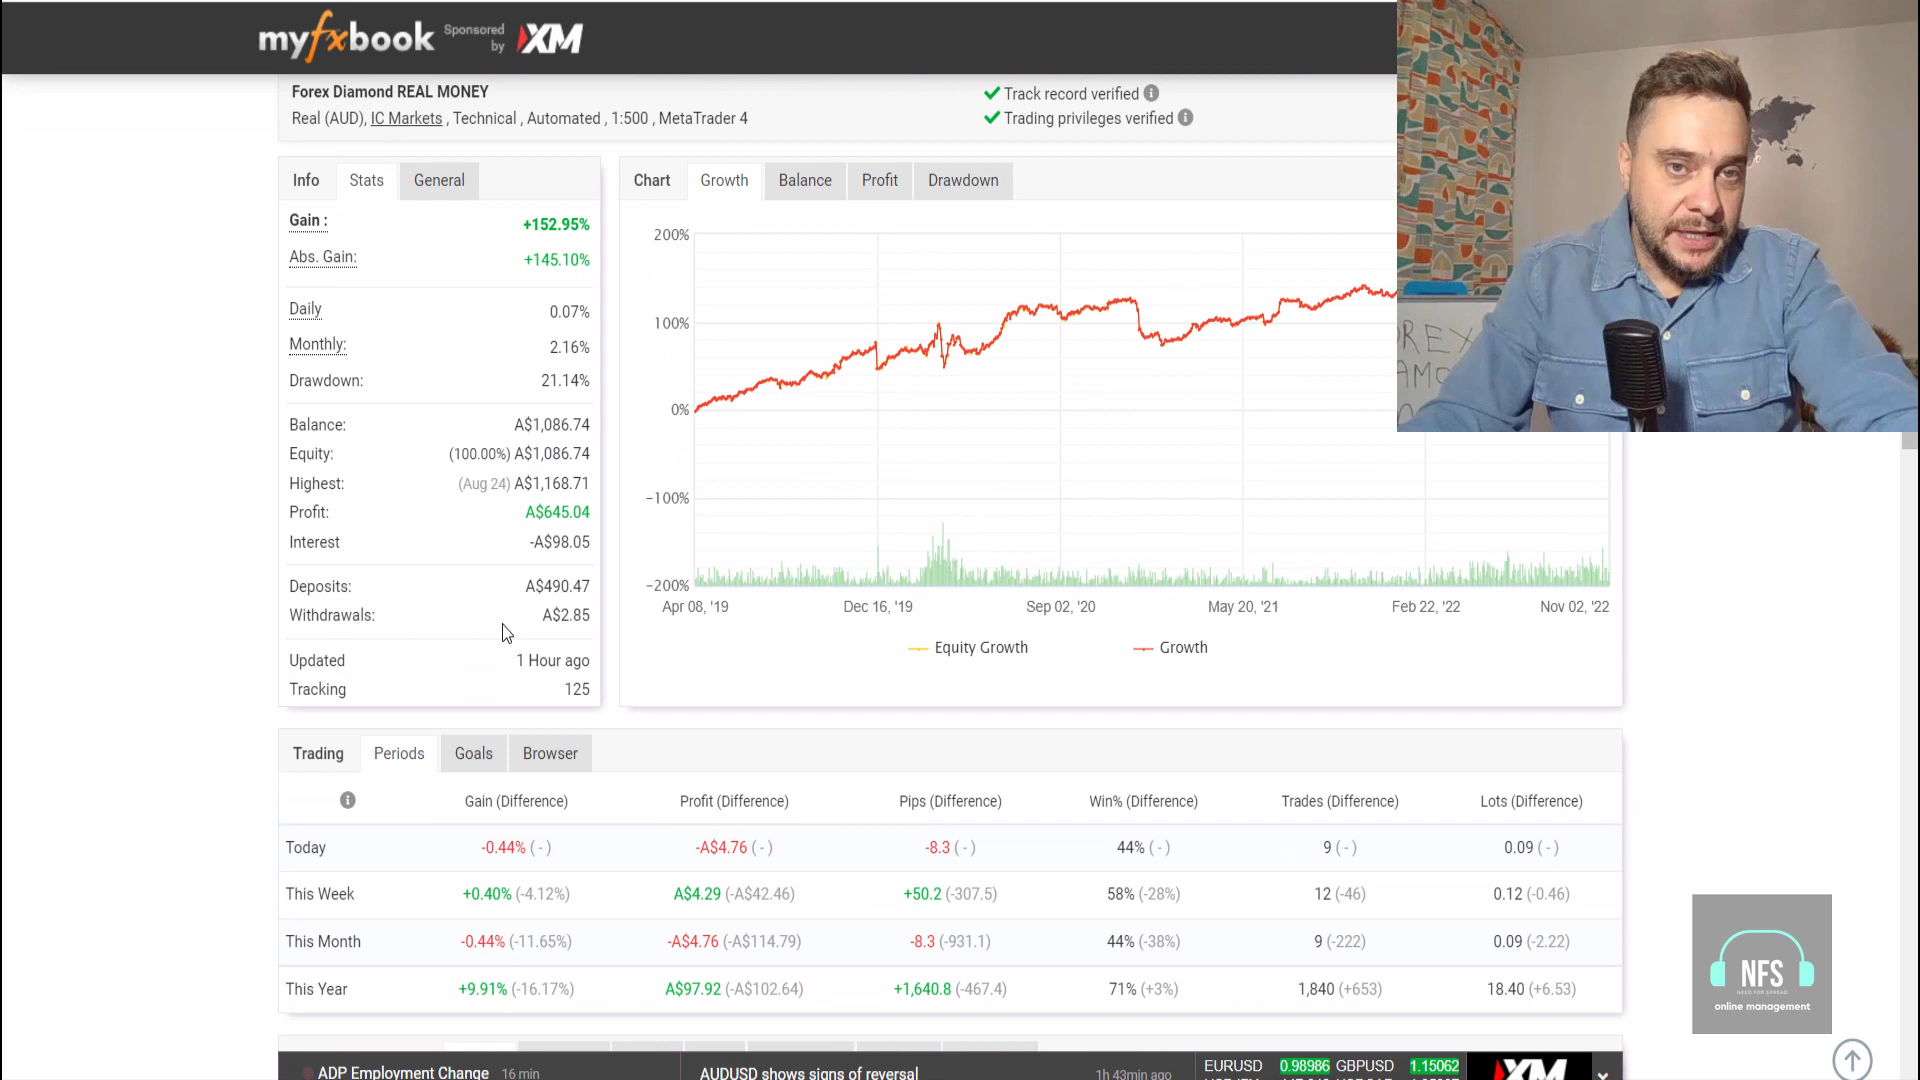 myfxbook Sponsored by XM
Forex Diamond REAL MONEY
Real (AUD), IC Markets , Technical , Automated , 1:500 , MetaTrader 4
Track record verified
Trading privileges verified
Info Stats General
Gain : +152.95%
Abs. Gain: +145.10%
Daily 0.07%
Monthly: 2.16%
Drawdown: 21.14%
Balance: A$1,086.74
Equity: (100.00%) A$1,086.74
Highest: (Aug 24) A$1,168.71
Profit: A$645.04
Interest -A$98.05
Deposits: A$490.47
Withdrawals: A$2.85
Updated 1 Hour ago
Tracking 125
Chart Growth Balance Profit Drawdown
200%
100%
0%
-100%
-200%
Apr 08, '19 Dec 16, '19 Sep 02, '20 May 20, '21 Feb 22, '22 Nov 02, '22
Equity Growth Growth
Trading Periods Goals Browser
Gain (Difference) Profit (Difference) Pips (Difference) Win% (Difference) Trades (Difference) Lots (Difference)
Today -0.44% ( - ) -A$4.76 ( - ) -8.3 ( - ) 44% ( - ) 9 ( - ) 0.09 ( - )
This Week +0.40% (-4.12%) A$4.29 (-A$42.46) +50.2 (-307.5) 58% (-28%) 12 (-46) 0.12 (-0.46)
This Month -0.44% (-11.65%) -A$4.76 (-A$114.79) -8.3 (-931.1) 44% (-38%) 9 (-222) 0.09 (-2.22)
This Year +9.91% (-16.17%) A$97.92 (-A$102.64) +1,640.8 (-467.4) 71% (+3%) 1,840 (+653) 18.40 (+6.53)
NFS
NEED FOR SPREAD
online management
ADP Employment Change 16 min AUDUSD shows signs of reversal 1h 43min ago EURUSD 0.98986 GBPUSD 1.15062 XM